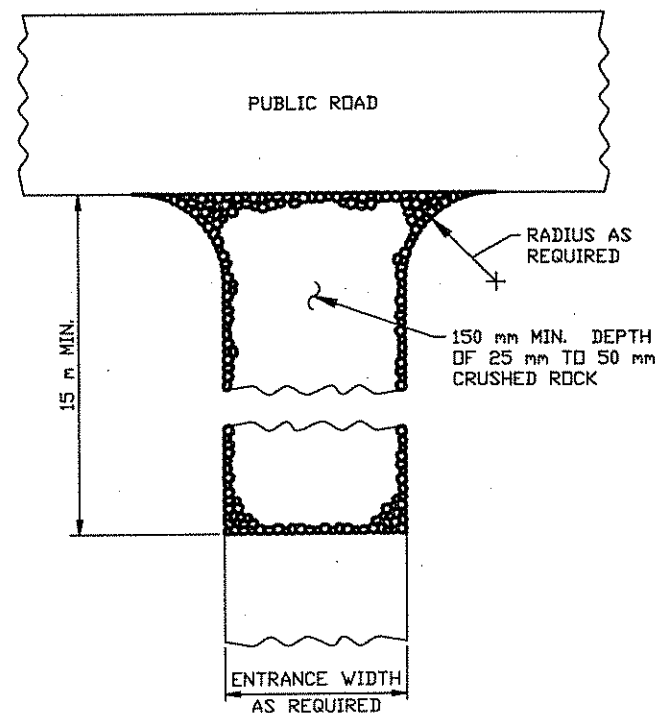 PUBLIC ROAD
RADIUS AS
REQUIRED
150 mm MIN. DEPTH
OF 25 mm TO 50 mm
CRUSHED ROCK
15 m MIN.
ENTRANCE WIDTH
AS REQUIRED